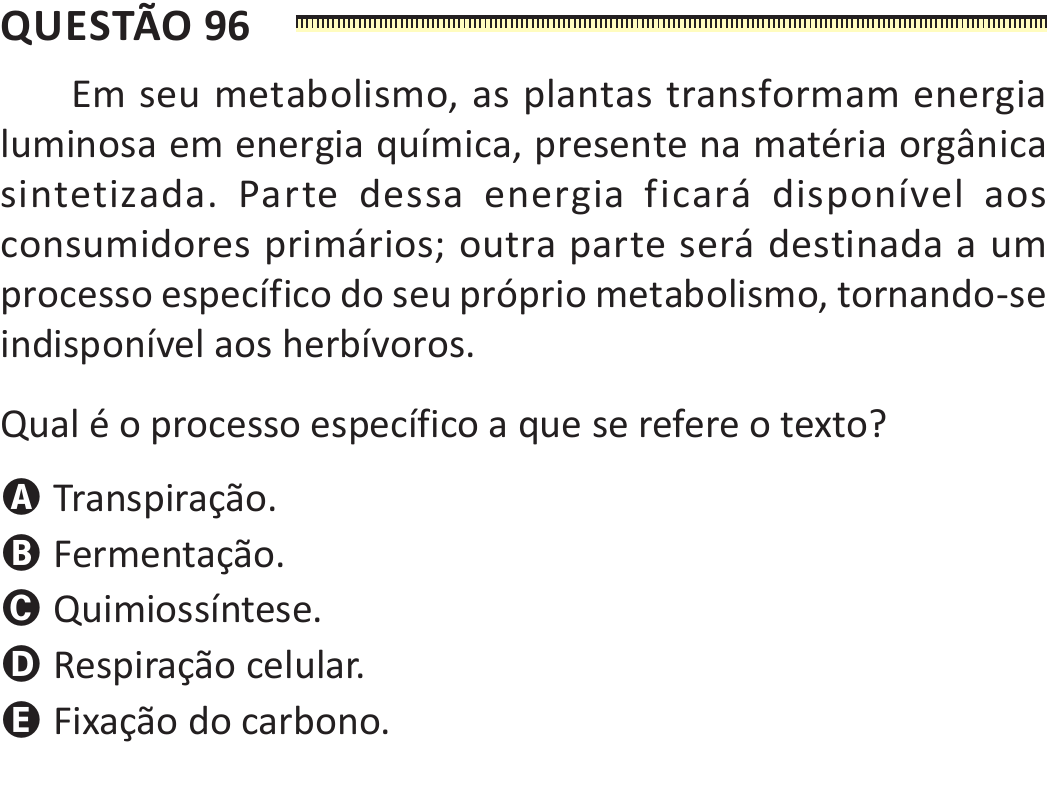 QUESTÃO 96
Em seu metabolismo, as plantas transformam energia
luminosa em energia química, presente na matéria orgânica
sintetizada. Parte dessa energia ficará disponível aos
consumidores primários; outra parte será destinada a um
processo específico do seu próprio metabolismo, tornando-se
indisponível aos herbívoros.
Qual é o processo específico a que se refere o texto?
A Transpiração.
B Fermentação.
C Quimiossíntese.
D Respiração celular.
E Fixação do carbono.